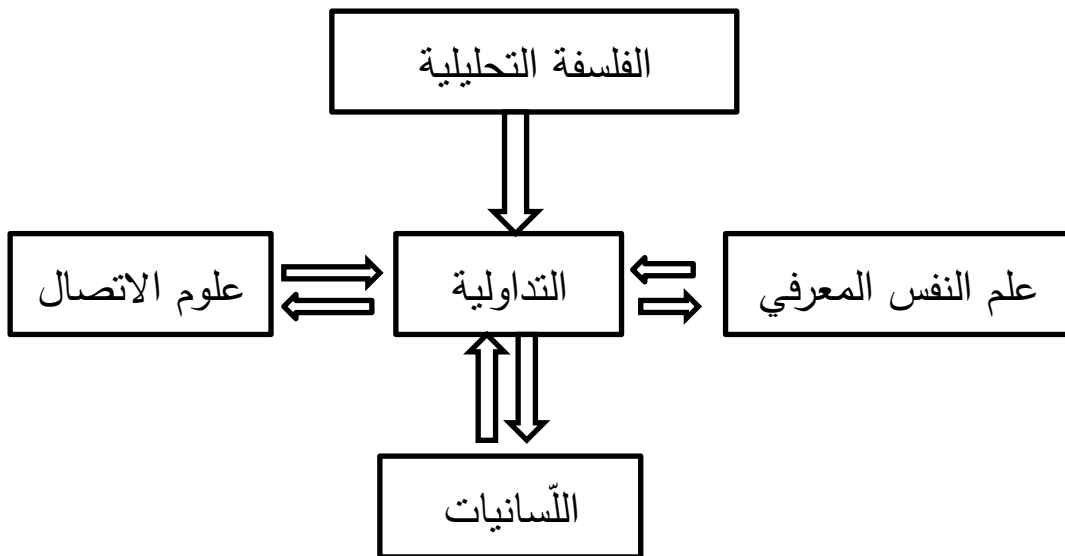 الفلسفة التحليلية
علم النفس المعرفي
التداولية
علوم الاتصال
اللّسانيات